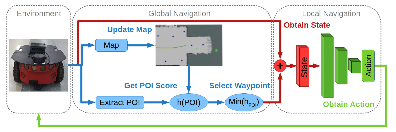 Environment
Global Navigation
Local Navigation
Update Map
Obtain State
Map
Get POI Score
Select Waypoint
Extract POI
h(POI)
State
Action
Obtain Action